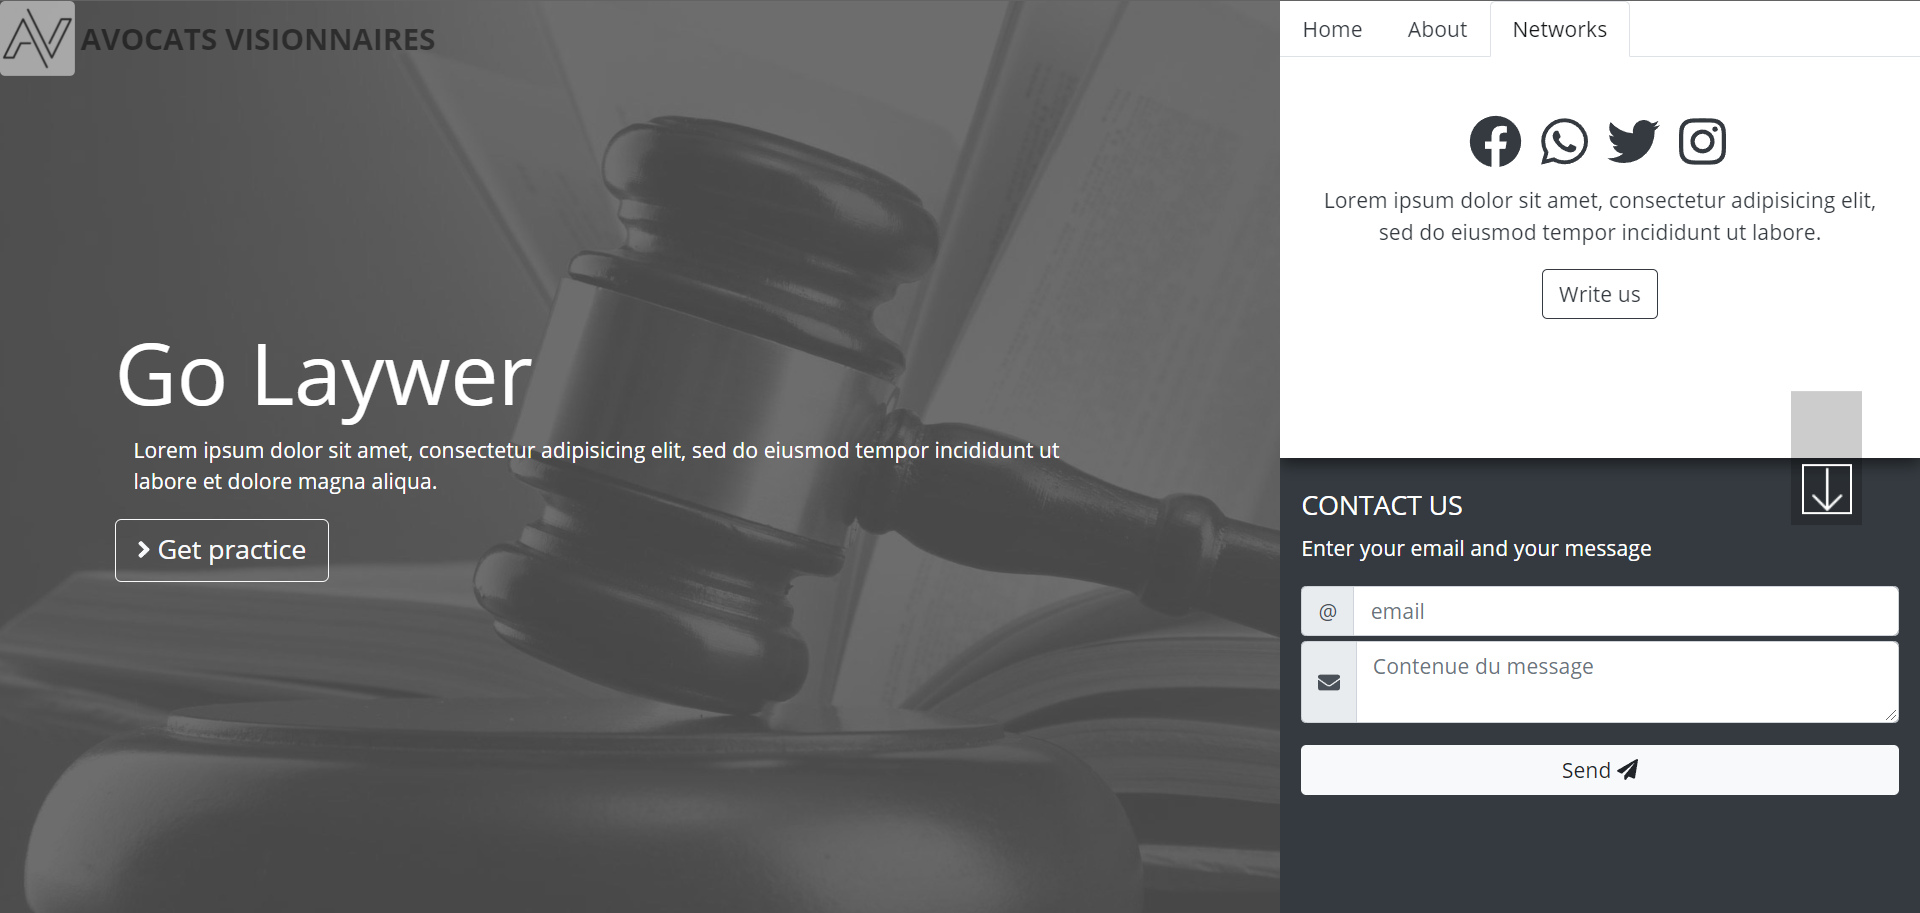 AV
AVOCATS VISIONNAIRES
Home
About
Networks
Lorem ipsum dolor sit amet, consectetur adipisicing elit,
sed do eiusmod tempor incididunt ut labore.
Write us
Go Laywer
Lorem ipsum dolor sit amet, consectetur adipisicing elit, sed do eiusmod tempor incididunt ut
labore et dolore magna aliqua.
Get practice
CONTACT US
Enter your email and your message
@
email
Contenue du message
Send